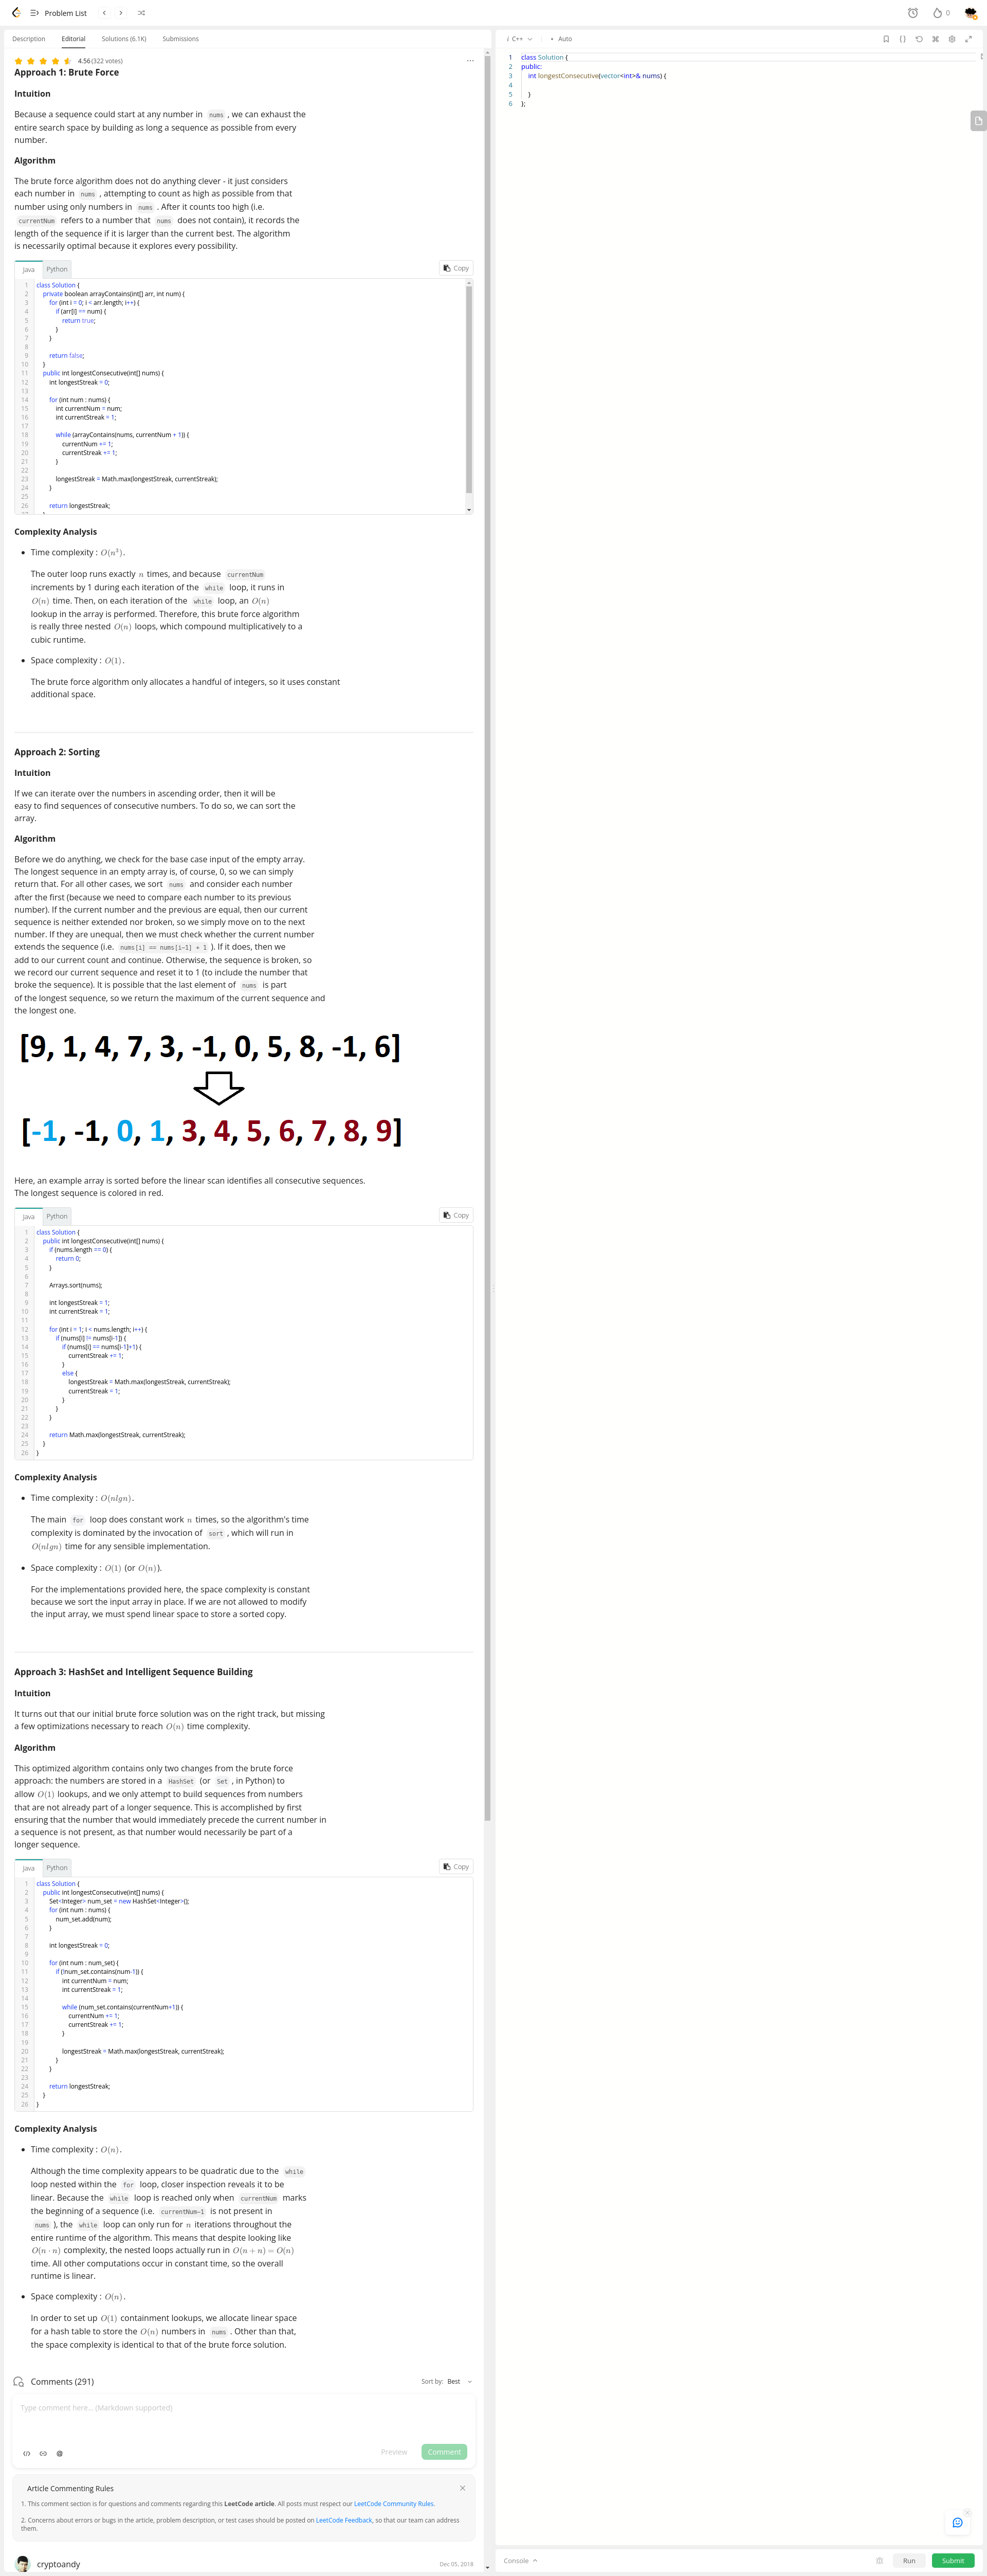 Problem List
0
Description Editorial Solutions (6.1K) Submissions
4.56 (322 votes)
Approach 1: Brute Force
Intuition
Because a sequence could start at any number in nums , we can exhaust the
entire search space by building as long a sequence as possible from every
number.
Algorithm
The brute force algorithm does not do anything clever - it just considers
each number in nums , attempting to count as high as possible from that
number using only numbers in nums . After it counts too high (i.e.
currentNum refers to a number that nums does not contain), it records the
length of the sequence if it is larger than the current best. The algorithm
is necessarily optimal because it explores every possibility.
Java Python Copy
1 class Solution {
2 private boolean arrayContains(int[] arr, int num) {
3 for (int i = 0; i < arr.length; i++) {
4 if (arr[i] == num) {
5 return true;
6 }
7 }
8
9 return false;
10 }
11 public int longestConsecutive(int[] nums) {
12 int longestStreak = 0;
13
14 for (int num : nums) {
15 int currentNum = num;
16 int currentStreak = 1;
17
18 while (arrayContains(nums, currentNum + 1)) {
19 currentNum += 1;
20 currentStreak += 1;
21 }
22
23 longestStreak = Math.max(longestStreak, currentStreak);
24 }
25
26 return longestStreak;
Complexity Analysis
• Time complexity : O(n³).
The outer loop runs exactly n times, and because currentNum
increments by 1 during each iteration of the while loop, it runs in
O(n) time. Then, on each iteration of the while loop, an O(n)
lookup in the array is performed. Therefore, this brute force algorithm
is really three nested O(n) loops, which compound multiplicatively to a
cubic runtime.
• Space complexity : O(1).
The brute force algorithm only allocates a handful of integers, so it uses constant
additional space.
Approach 2: Sorting
Intuition
If we can iterate over the numbers in ascending order, then it will be
easy to find sequences of consecutive numbers. To do so, we can sort the
array.
Algorithm
Before we do anything, we check for the base case input of the empty array.
The longest sequence in an empty array is, of course, 0, so we can simply
return that. For all other cases, we sort nums and consider each number
after the first (because we need to compare each number to its previous
number). If the current number and the previous are equal, then our current
sequence is neither extended nor broken, so we simply move on to the next
number. If they are unequal, then we must check whether the current number
extends the sequence (i.e. nums[i] == nums[i-1] + 1 ). If it does, then we
add to our current count and continue. Otherwise, the sequence is broken, so
we record our current sequence and reset it to 1 (to include the number that
broke the sequence). It is possible that the last element of nums is part
of the longest sequence, so we return the maximum of the current sequence and
the longest one.
[9, 1, 4, 7, 3, -1, 0, 5, 8, -1, 6]
[-1, -1, 0, 1, 3, 4, 5, 6, 7, 8, 9]
Here, an example array is sorted before the linear scan identifies all consecutive sequences.
The longest sequence is colored in red.
Java Python Copy
1 class Solution {
2 public int longestConsecutive(int[] nums) {
3 if (nums.length == 0) {
4 return 0;
5 }
6
7 Arrays.sort(nums);
8
9 int longestStreak = 1;
10 int currentStreak = 1;
11
12 for (int i = 1; i < nums.length; i++) {
13 if (nums[i] != nums[i-1]) {
14 if (nums[i] == nums[i-1]+1) {
15 currentStreak += 1;
16 }
17 else {
18 longestStreak = Math.max(longestStreak, currentStreak);
19 currentStreak = 1;
20 }
21 }
22 }
23
24 return Math.max(longestStreak, currentStreak);
25 }
26 }
Complexity Analysis
• Time complexity : O(nlgn).
The main for loop does constant work n times, so the algorithm's time
complexity is dominated by the invocation of sort , which will run in
O(nlgn) time for any sensible implementation.
• Space complexity : O(1) (or O(n)).
For the implementations provided here, the space complexity is constant
because we sort the input array in place. If we are not allowed to modify
the input array, we must spend linear space to store a sorted copy.
Approach 3: HashSet and Intelligent Sequence Building
Intuition
It turns out that our initial brute force solution was on the right track, but missing
a few optimizations necessary to reach O(n) time complexity.
Algorithm
This optimized algorithm contains only two changes from the brute force
approach: the numbers are stored in a HashSet (or Set , in Python) to
allow O(1) lookups, and we only attempt to build sequences from numbers
that are not already part of a longer sequence. This is accomplished by first
ensuring that the number that would immediately precede the current number in
a sequence is not present, as that number would necessarily be part of a
longer sequence.
Java Python Copy
1 class Solution {
2 public int longestConsecutive(int[] nums) {
3 Set<Integer> num_set = new HashSet<Integer>();
4 for (int num : nums) {
5 num_set.add(num);
6 }
7
8 int longestStreak = 0;
9
10 for (int num : num_set) {
11 if (!num_set.contains(num-1)) {
12 int currentNum = num;
13 int currentStreak = 1;
14
15 while (num_set.contains(currentNum+1)) {
16 currentNum += 1;
17 currentStreak += 1;
18 }
19
20 longestStreak = Math.max(longestStreak, currentStreak);
21 }
22 }
23
24 return longestStreak;
25 }
26 }
Complexity Analysis
• Time complexity : O(n).
Although the time complexity appears to be quadratic due to the while
loop nested within the for loop, closer inspection reveals it to be
linear. Because the while loop is reached only when currentNum marks
the beginning of a sequence (i.e. currentNum-1 is not present in
nums ), the while loop can only run for n iterations throughout the
entire runtime of the algorithm. This means that despite looking like
O(n · n) complexity, the nested loops actually run in O(n + n) = O(n)
time. All other computations occur in constant time, so the overall
runtime is linear.
• Space complexity : O(n).
In order to set up O(1) containment lookups, we allocate linear space
for a hash table to store the O(n) numbers in nums . Other than that,
the space complexity is identical to that of the brute force solution.
Comments (291) Sort by: Best
Type comment here... (Markdown supported)
Preview Comment
Article Commenting Rules
1. This comment section is for questions and comments regarding this LeetCode article. All posts must respect our LeetCode Community Rules.
2. Concerns about errors or bugs in the article, problem description, or test cases should be posted on LeetCode Feedback, so that our team can address
them.
cryptoandy Dec 05, 2018
i C++ • Auto
1 class Solution {
2 public:
3 int longestConsecutive(vector<int>& nums) {
4
5 }
6 };
Console Run Submit